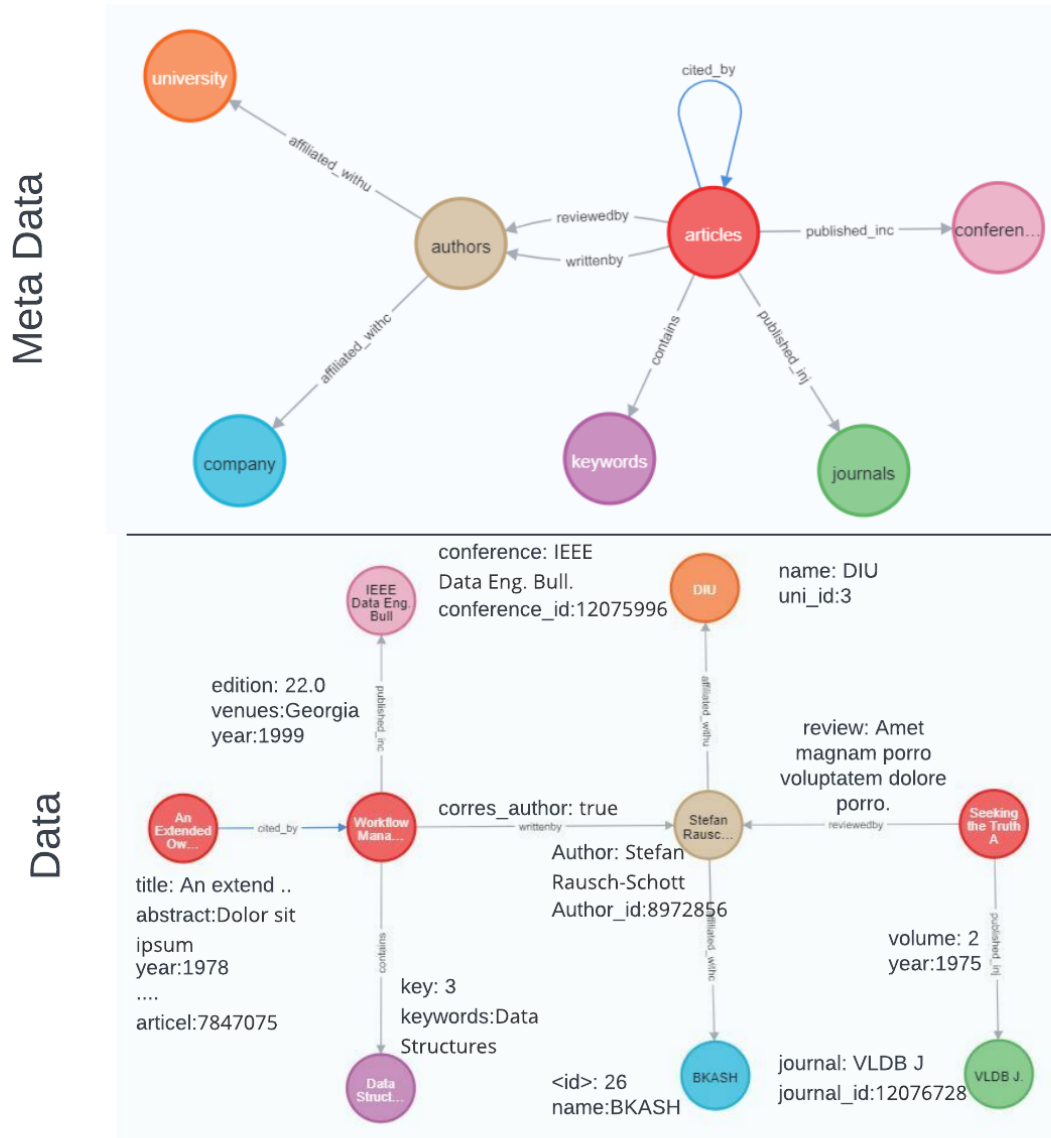 Meta Data
university
cited_by
affiliated_withu
reviewedby
authors
articles
published_inc
conferen...
writtenby
affiliated_withc
contains
published_inj
company
keywords
journals
Data
IEEE
Data Eng.
Bull
conference: IEEE
Data Eng. Bull.
conference_id:12075996
DIU
name: DIU
uni_id:3
edition: 22.0
venues:Georgia
year:1999
published_inc
affiliated_withu
review: Amet
magnam porro
voluptatem dolore
porro.
An
Extended
Ow...
cited_by
Workflow
Mana...
corres_author: true
writtenby
Stefan
Rausc...
reviewedby
Seeking
the Truth
A
title: An extend ..
abstract:Dolor sit
ipsum
year:1978
....
articel:7847075
Author: Stefan
Rausch-Schott
Author_id:8972856
affiliated_withc
volume: 2
year:1975
published_inj
contains
key: 3
keywords:Data
Structures
Data
Struct...
<id>: 26
name:BKASH
BKASH
journal: VLDB J
journal_id:12076728
VLDB J.